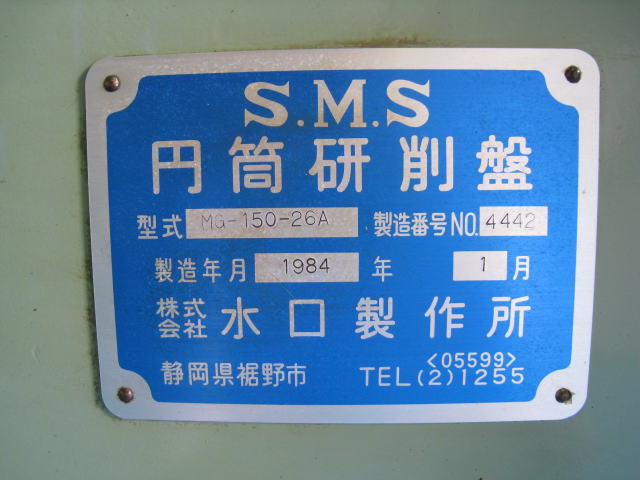 S.M.S
円筒研削盤
型式 MG-150-26A 製造番号 NO. 4442
製造年月 1984 年 1 月
株式会社 水口製作所
静岡県裾野市 TEL <05599> (2)1255